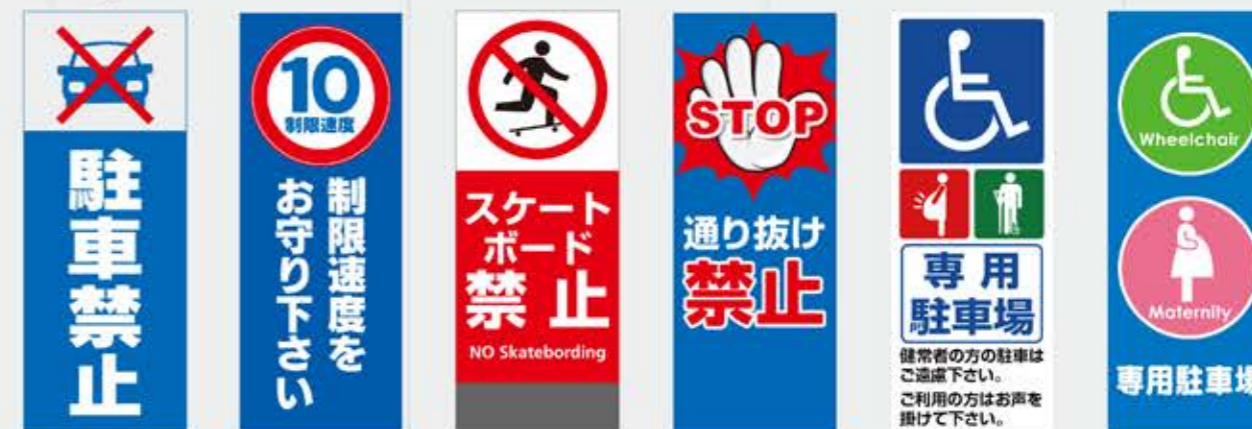 駐車禁止
10
制限速度
制限速度を
お守り下さい
スケート
ボード
禁止
NO Skatebording
STOP
通り抜け
禁止
専用
駐車場
健常者の方の駐車は
ご遠慮下さい。
ご利用の方はお声を
掛けて下さい。
Wheelchair
Maternity
専用駐車場